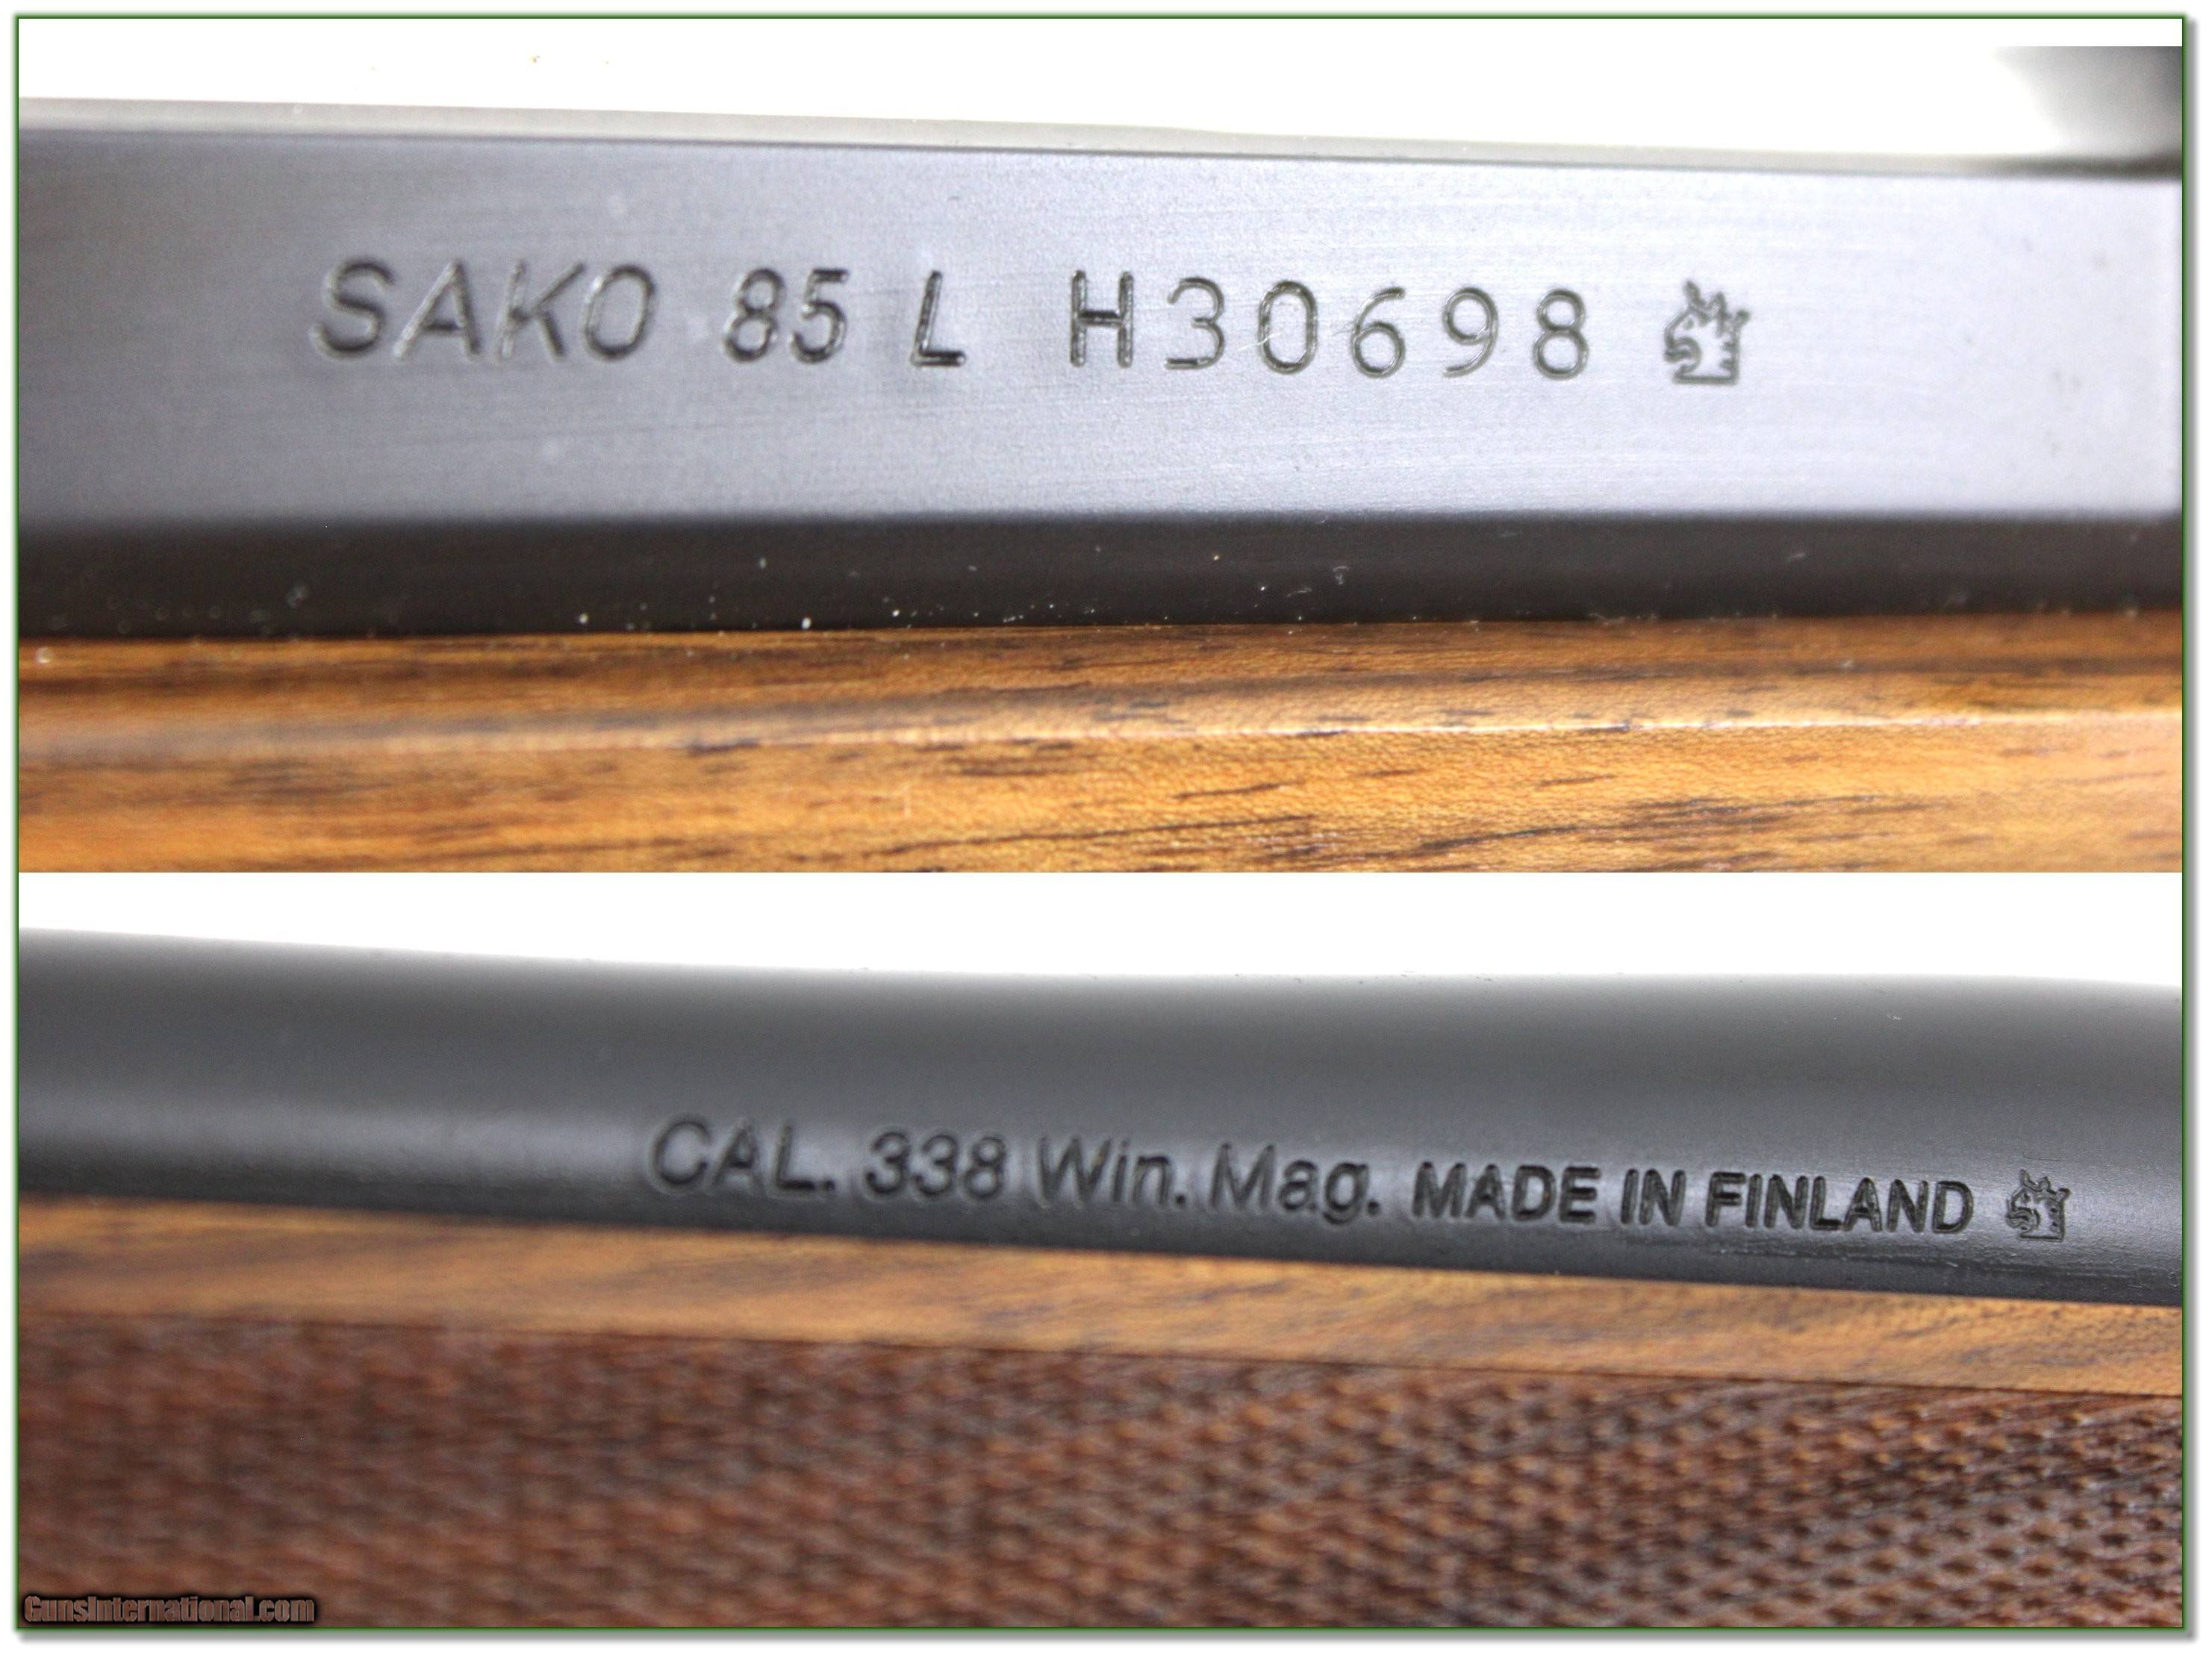 SAKO 85 L H30698
CAL. 338 Win. Mag. MADE IN FINLAND
GunsInternational.com